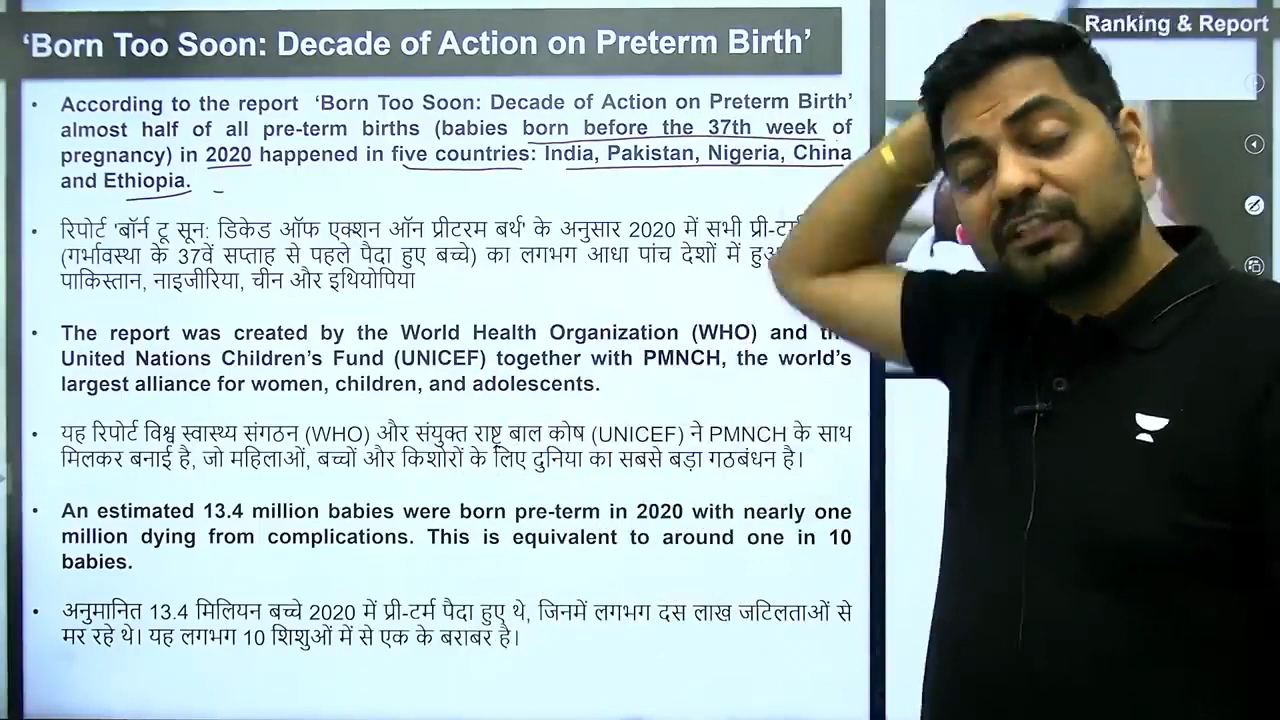 'Born Too Soon: Decade of Action on Preterm Birth'
Ranking & Report
• According to the report 'Born Too Soon: Decade of Action on Preterm Birth'
almost half of all pre-term births (babies born before the 37th week of
pregnancy) in 2020 happened in five countries: India, Pakistan, Nigeria, China
and Ethiopia.
• रिपोर्ट 'बॉर्न टू सून: डिकेड ऑफ एक्शन ऑन प्रीटरम बर्थ' के अनुसार 2020 में सभी
(गर्भावस्था के 37वें सप्ताह से पहले पैदा हुए बच्चे) का लगभग आधा पांच देशों में
पाकिस्तान, नाइजीरिया, चीन और इथियोपिया
• The report was created by the World Health Organization (WHO) and
United Nations Children's Fund (UNICEF) together with PMNCH, the world's
largest alliance for women, children, and adolescents.
• यह रिपोर्ट विश्व स्वास्थ्य संगठन (WHO) और संयुक्त राष्ट्र बाल कोष (UNICEF) ने PMNCH के साथ
मिलकर बनाई है, जो महिलाओं, बच्चों और किशोरों के लिए दुनिया का सबसे बड़ा गठबंधन है।
• An estimated 13.4 million babies were born pre-term in 2020 with nearly one
million dying from complications. This is equivalent to around one in 10
babies.
• अनुमानित 13.4 मिलियन बच्चे 2020 में प्री-टर्म पैदा हुए थे, जिनमें लगभग दस लाख जटिलताओं से
मर रहे थे। यह लगभग 10 शिशुओं में से एक के बराबर है।